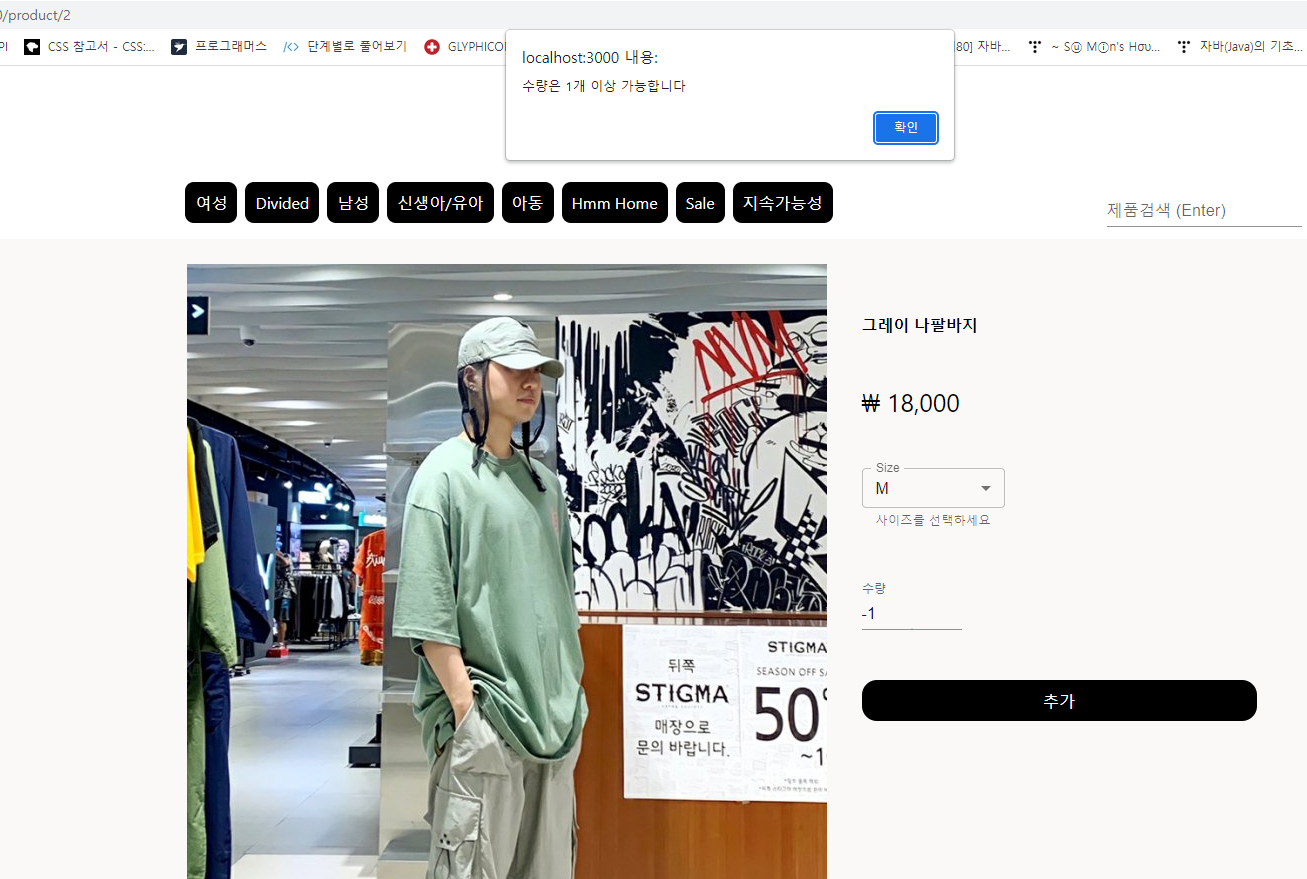 /product/2
CSS 참고서 - CSS:...
프로그래머스
단계별로 풀어보기
80] 자바...
~ S@ Mⓘn's Hσυ...
자바(Java)의 기초...
localhost:3000 내용:
수량은 1개 이상 가능합니다
확인
여성
Divided
남성
신생아/유아
아동
Hmm Home
Sale
지속가능성
제품검색 (Enter)
NVM
그레이 나팔바지
₩ 18,000
Size
M
사이즈를 선택하세요
수량
-1
추가
뒤쪽
STIGMA
매장으로
문의 바랍니다.
STIGMA
SEASON OFF SA
50%
~10